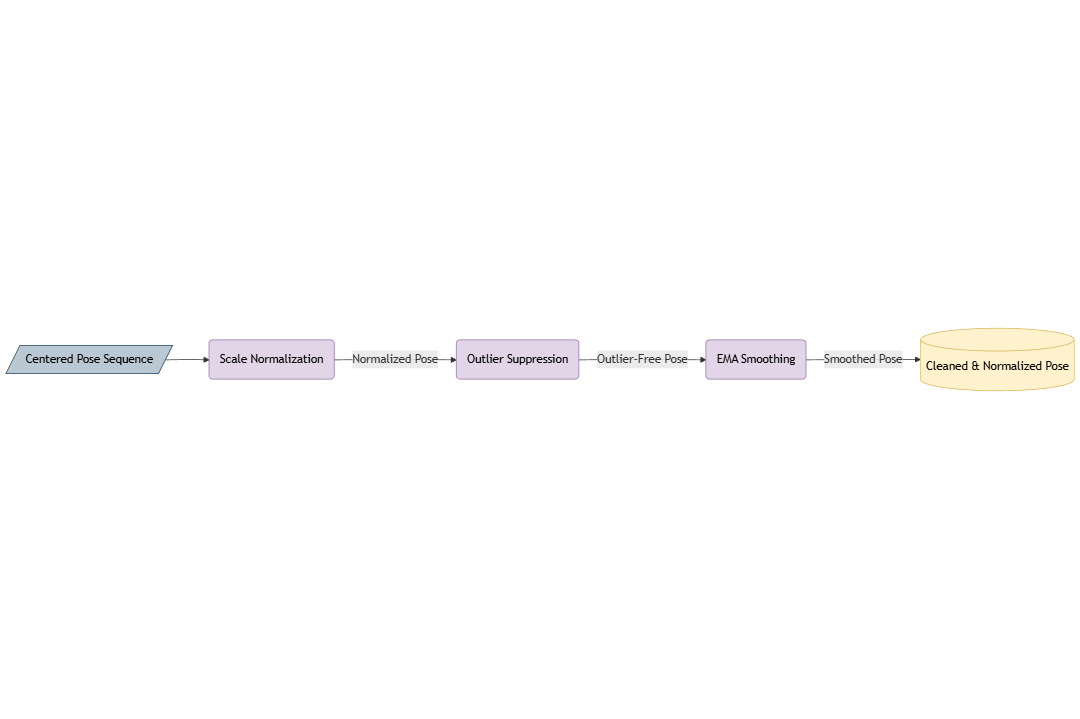 Centered Pose Sequence
Scale Normalization
Normalized Pose
Outlier Suppression
Outlier-Free Pose
EMA Smoothing
Smoothed Pose
Cleaned & Normalized Pose